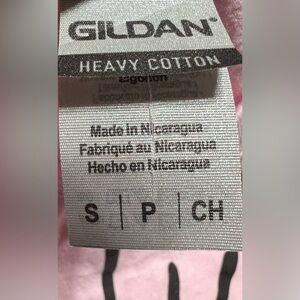 GILDAN®
HEAVY COTTON
Made in Nicaragua
Fabriqué au Nicaragua
Hecho en Nicaragua
S | P | CH